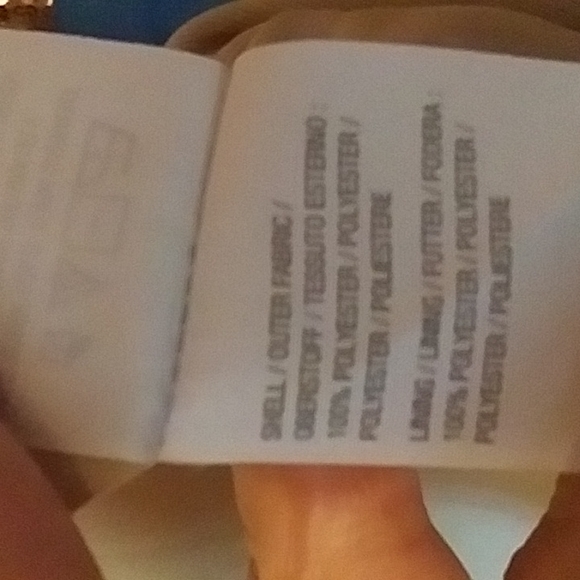 SHELL / OUTER FABRIC /
OBERSTOFF / TESSUTO ESTERNO :
100% POLYESTER / POLYESTER /
POLYESTER / POLIESTERE
LINING / LINING / FUTTER / FODERA :
100% POLYESTER / POLYESTER /
POLYESTER / POLIESTERE